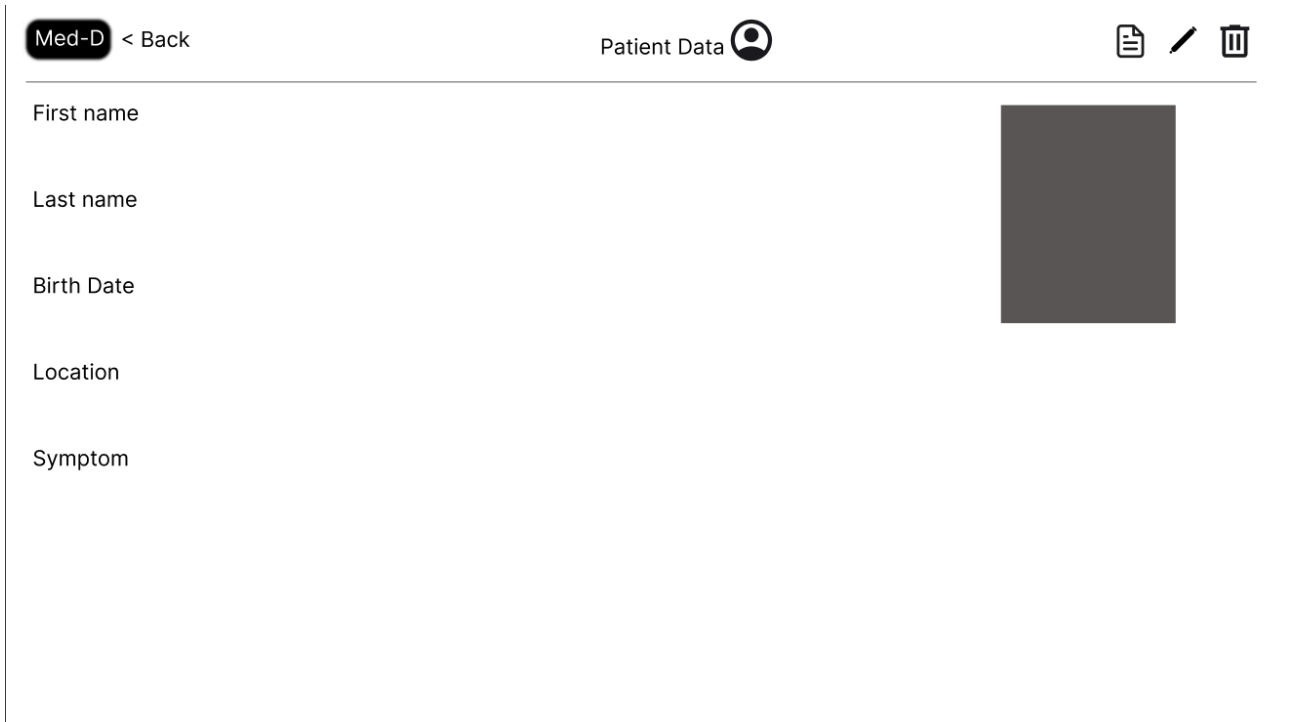 Med-D < Back Patient Data
First name
Last name
Birth Date
Location
Symptom